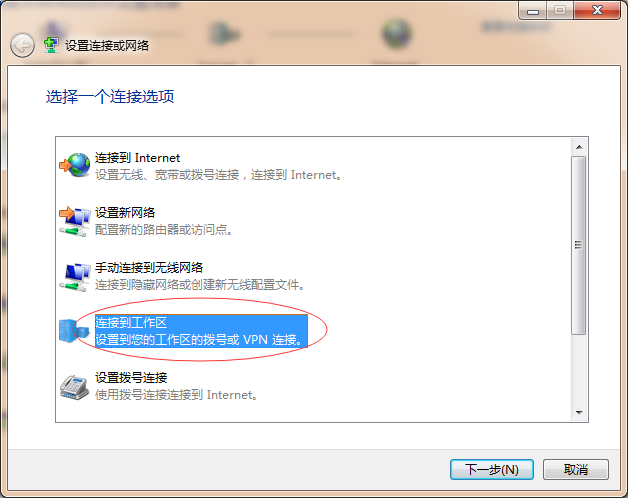 设置连接或网络
选择一个连接选项
连接到 Internet
设置无线、宽带或拨号连接，连接到 Internet。
设置新网络
配置新的路由器或访问点。
手动连接到无线网络
连接到隐藏网络或创建新无线配置文件。
连接到工作区
设置到您的工作区的拨号或 VPN 连接。
设置拨号连接
使用拨号连接连接到 Internet。
下一步(N)
取消